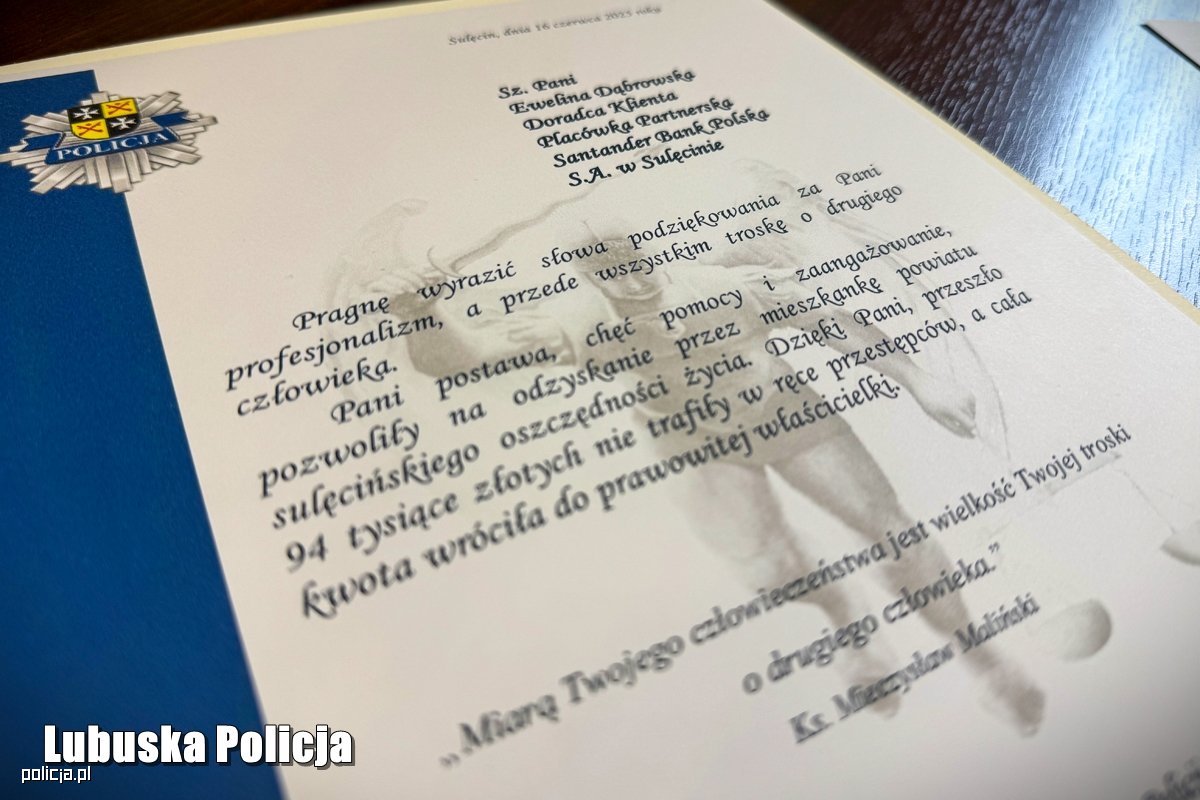 Sulęcin, dnia 16 czerwca 2025 roku
POLICJA
Sz. Pani
Ewelina Dąbrowska
Doradca Klienta
Placówka Partnerska
Santander Bank Polska
S.A. w Sulęcinie
Pragnę wyrazić słowa podziękowania za Pani
profesjonalizm, a przede wszystkim troskę o drugiego
człowieka.
Pani postawa, chęć pomocy i zaangażowanie,
pozwoliły na odzyskanie przez mieszkankę powiatu
sulęcińskiego oszczędności życia. Dzięki Pani, przeszło
94 tysiące złotych nie trafiły w ręce przestępców, a cała
kwota wróciła do prawowitej właścicielki.
„Miarą Twojego człowieczeństwa jest wielkość Twojej troski
o drugiego człowieka.”
Ks. Mieczysław Maliński
Lubuska Policja
policja.pl